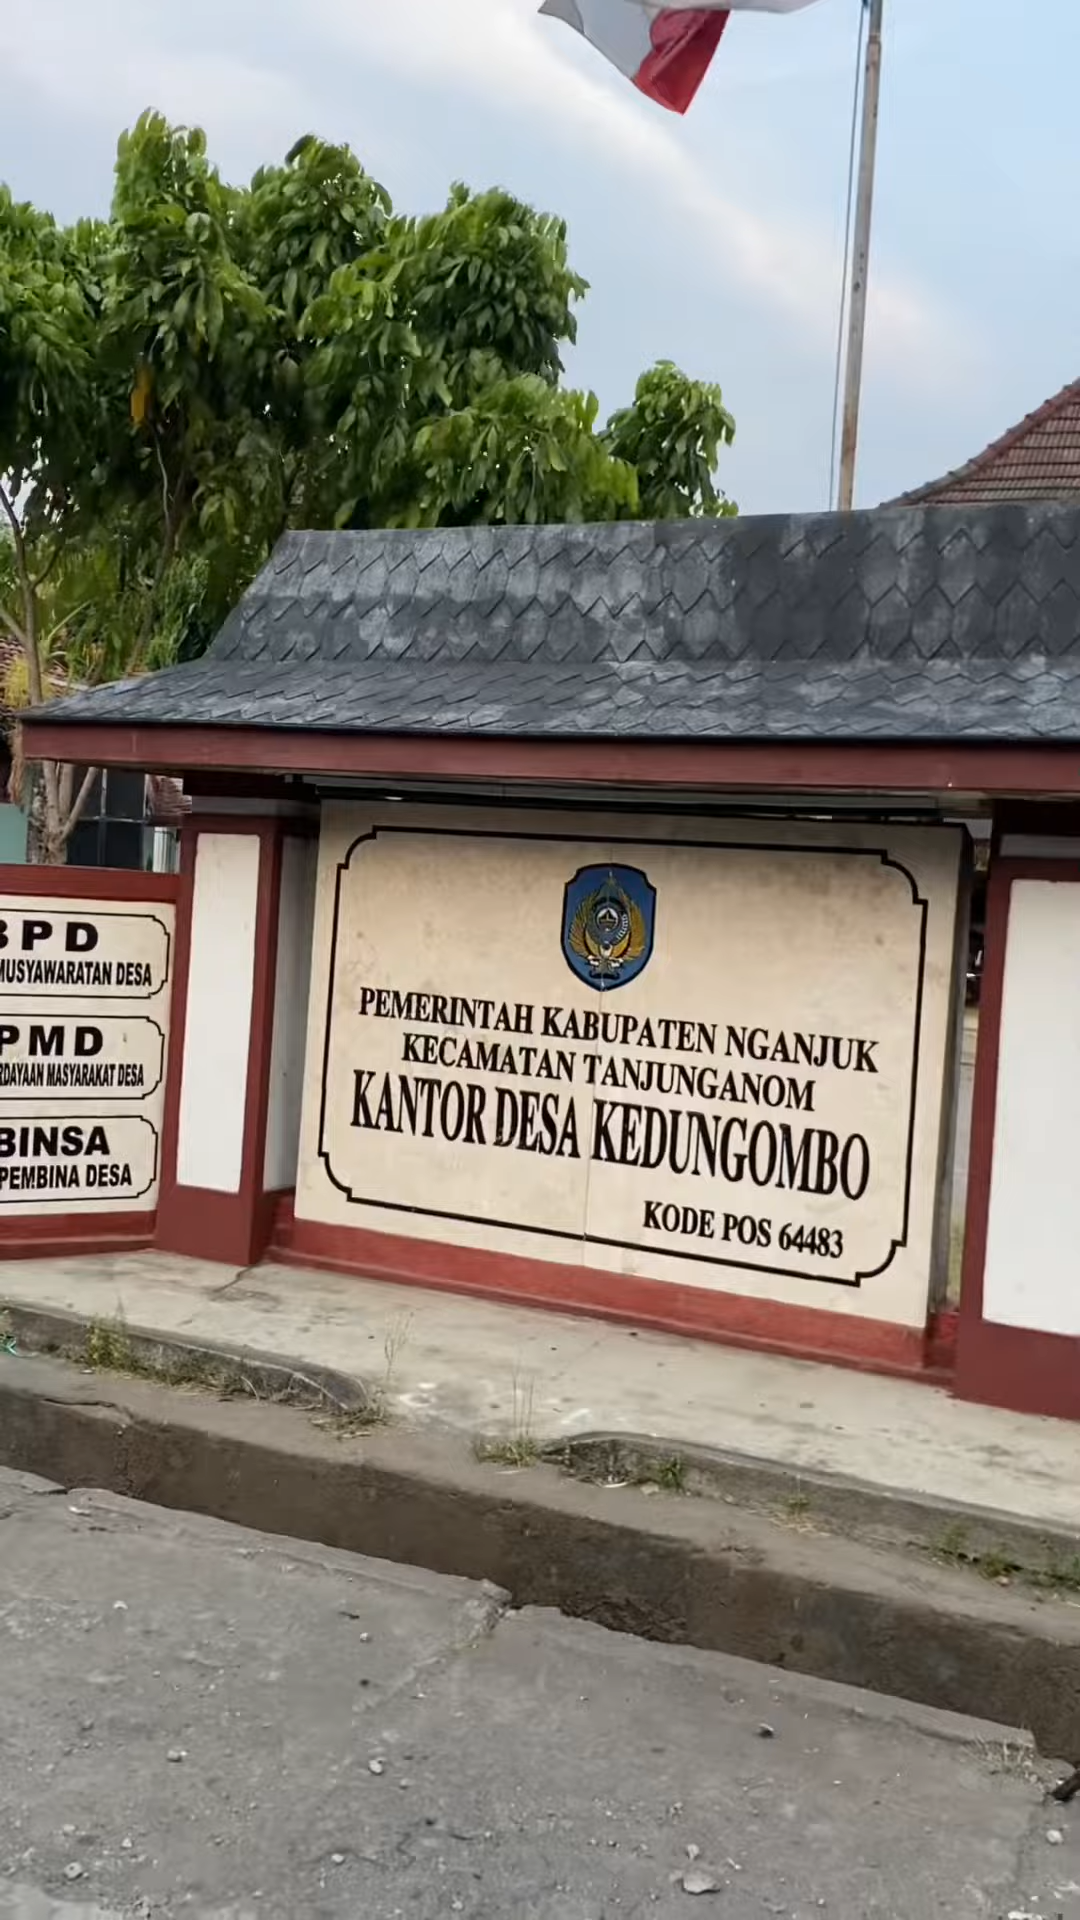 BPD
MUSYAWARATAN DESA
PMD
MASYARAKAT DESA
BINSA
PEMBINA DESA
PEMERINTAH KABUPATEN NGANJUK
KECAMATAN TANJUNGANOM
KANTOR DESA KEDUNGOMBO
KODE POS 64483